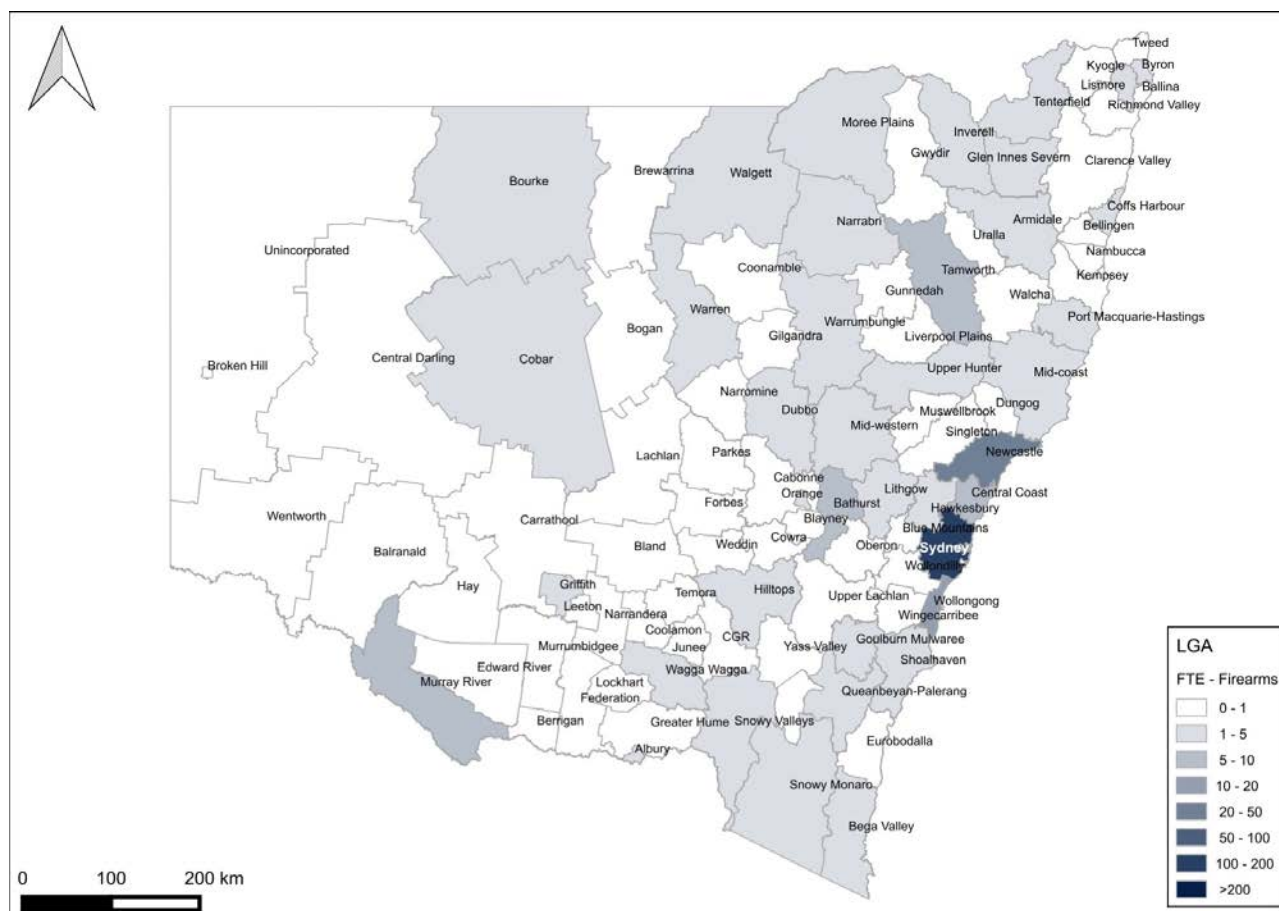 Tweed
Kyogle
Byron
Lismore
Ballina
Tenterfield
Richmond Valley
Moree Plains
Inverell
Gwydir
Glen Innes Severn
Clarence Valley
Brewarrina
Walgett
Bourke
Coffs Harbour
Narrabri
Armidale
Bellingen
Uralla
Unincorporated
Nambucca
Coonamble
Tamworth
Kempsey
Gunnedah
Walcha
Warren
Port Macquarie-Hastings
Bogan
Warrumbungle
Gilgandra
Liverpool Plains
Central Darling
Cobar
Broken Hill
Upper Hunter
Mid-coast
Narromine
Dungog
Dubbo
Muswellbrook
Mid-western
Singleton
Parkes
Newcastle
Lachlan
Cabonne
Lithgow
Orange
Central Coast
Forbes
Bathurst
Hawkesbury
Wentworth
Carrathool
Blayney
Blue Mountains
Cowra
Weddin
Bland
Oberon
Sydney
Balranald
Wollondilly
Hay
Griffith
Hilltops
Temora
Upper Lachlan
Leeton
Wollongong
Narrandera
Wingecarribee
Coolamon
CGR
Goulburn Mulwaree
Murrumbidgee
Junee
Yass Valley
Shoalhaven
Edward River
Wagga Wagga
Murray River
Lockhart
Queanbeyan-Palerang
Federation
Berrigan
Greater Hume
Snowy Valleys
Eurobodalla
Albury
Snowy Monaro
Bega Valley
LGA
FTE - Firearms
0 - 1
1 - 5
5 - 10
10 - 20
20 - 50
50 - 100
100 - 200
>200
0 100 200 km